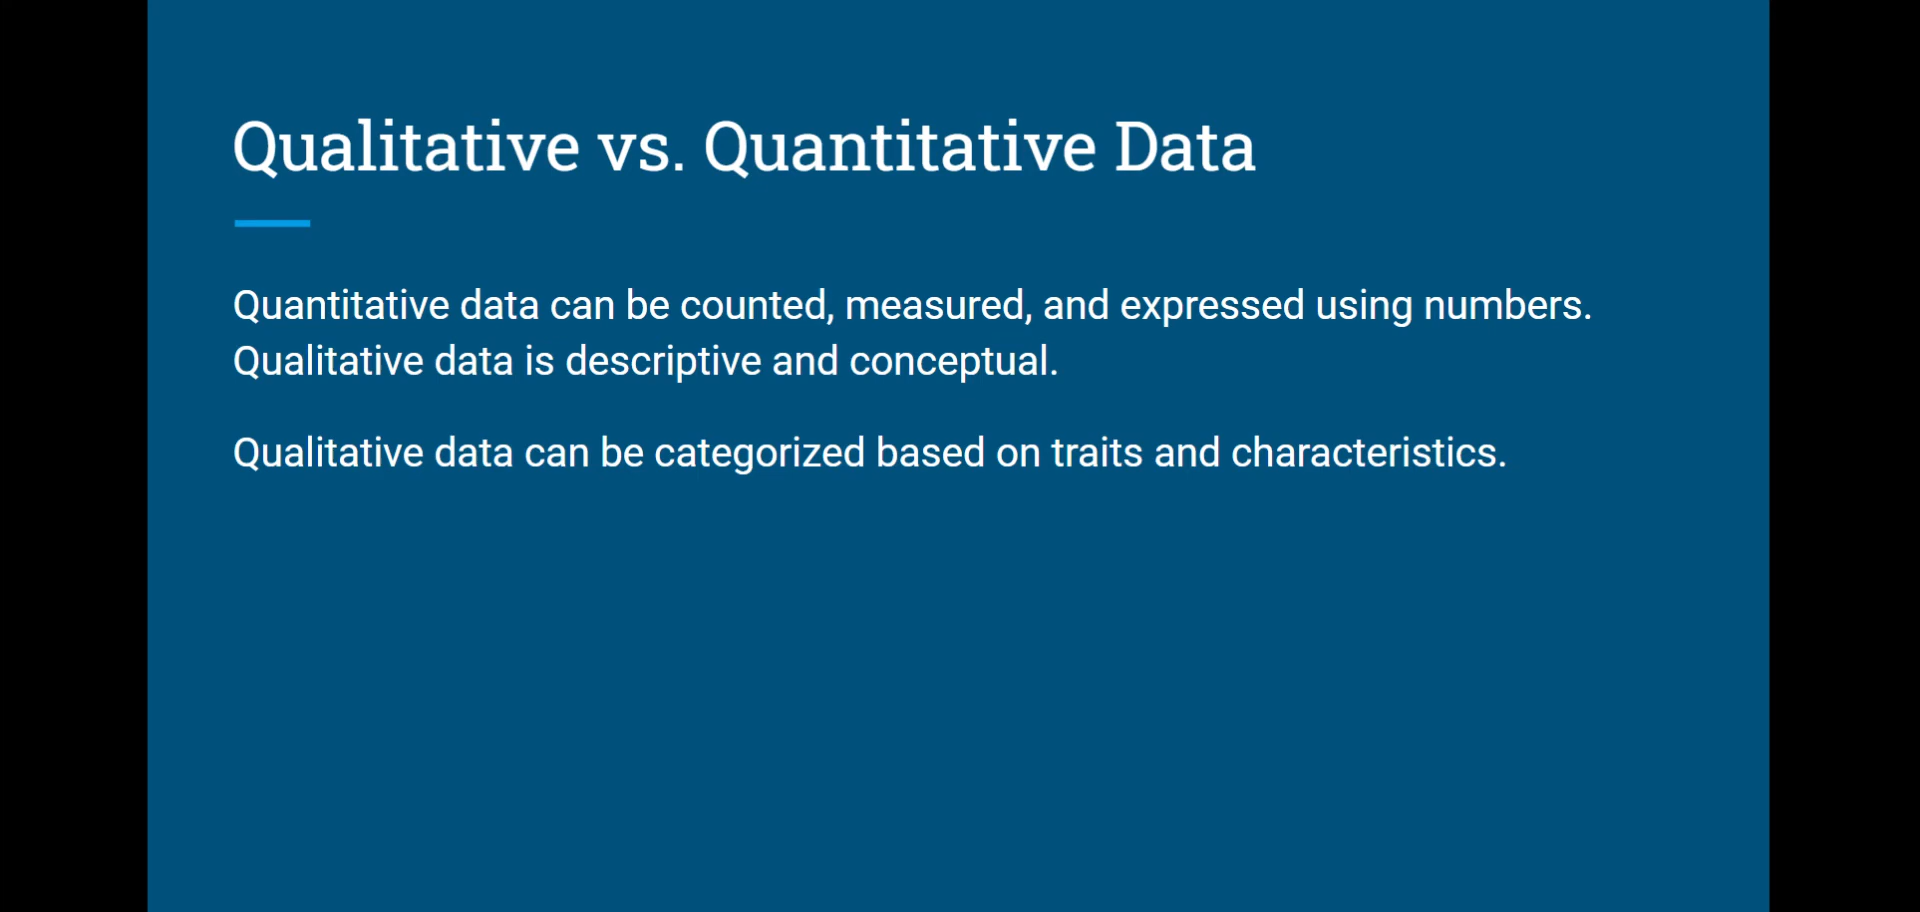 Qualitative vs. Quantitative Data
Quantitative data can be counted, measured, and expressed using numbers.
Qualitative data is descriptive and conceptual.
Qualitative data can be categorized based on traits and characteristics.